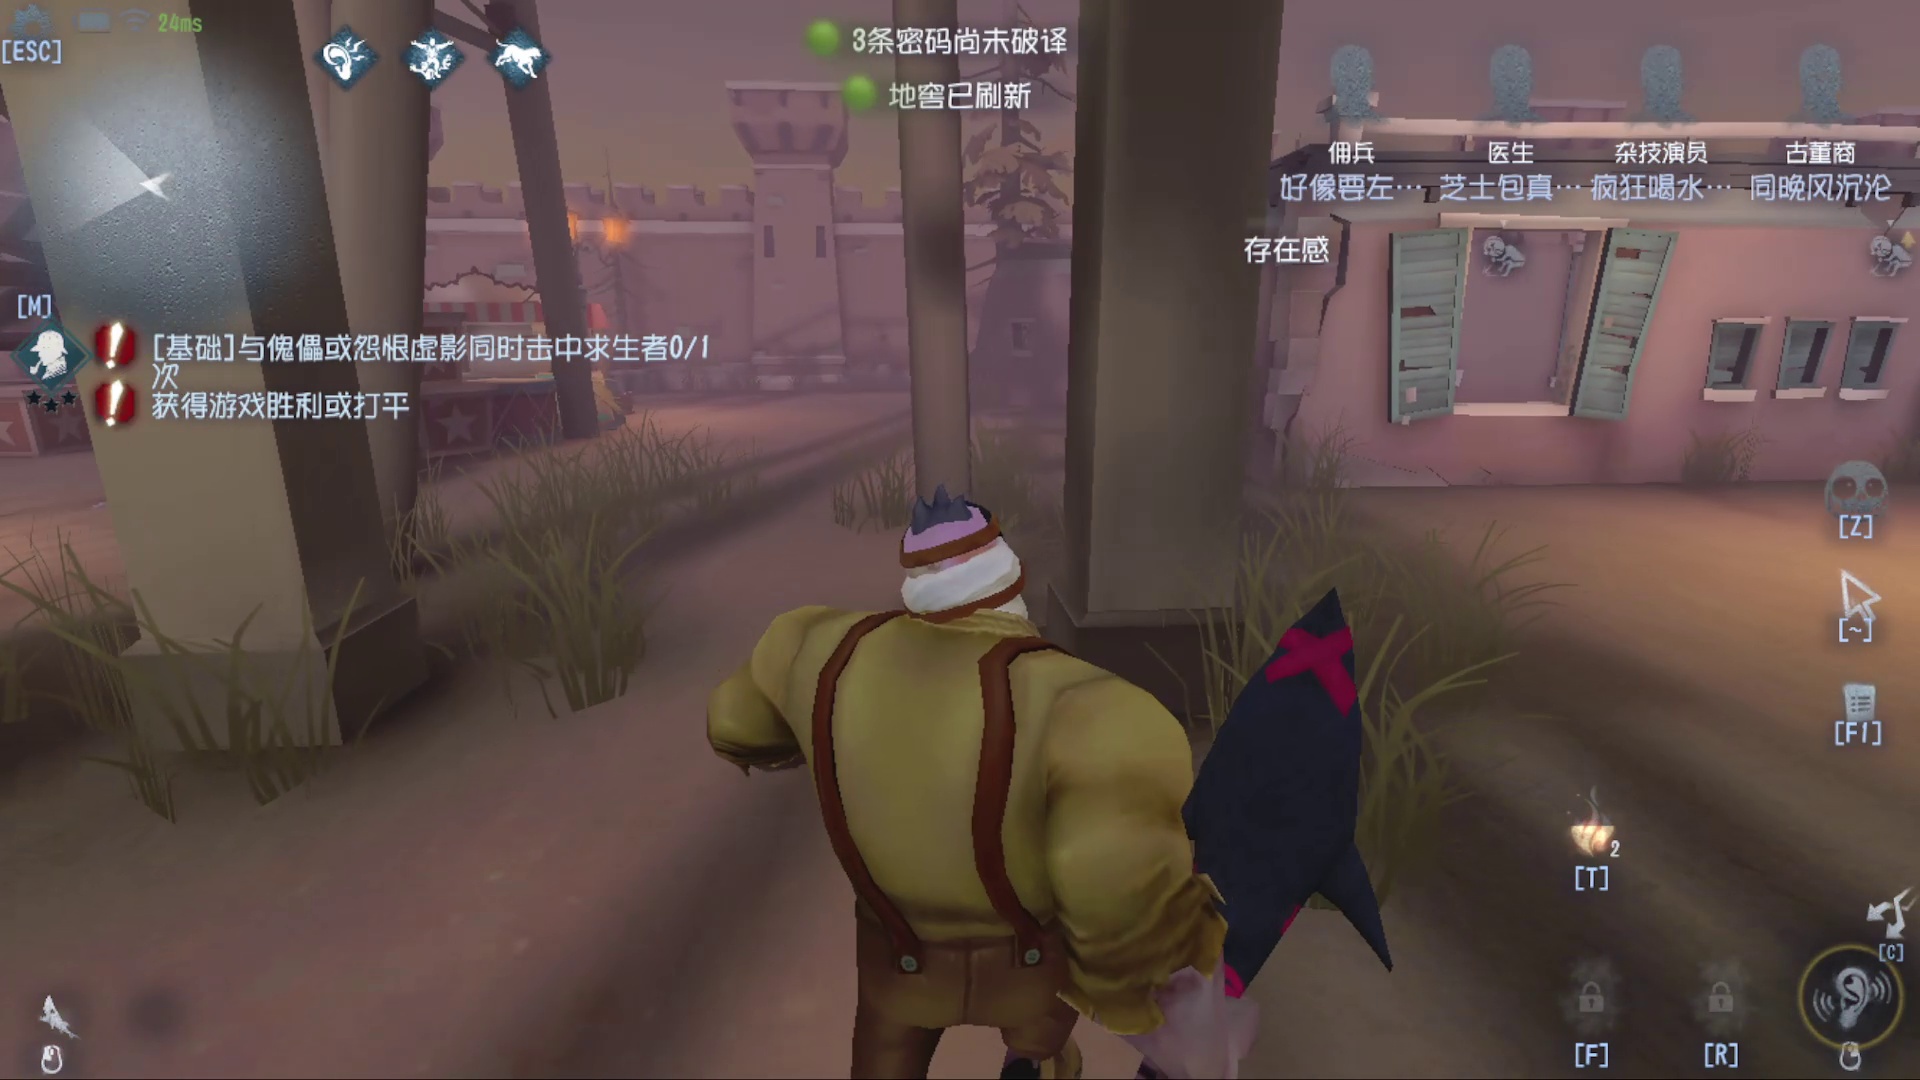 24ms
[ESC]
3条密码尚未破译
地窖已刷新
佣兵 医生 杂技演员 古董商
好像要左… 芝士包真… 疯狂喝水… 同晚风沉沦
存在感
[M]
[基础]与傀儡或怨恨虚影同时击中求生者0/1
次
获得游戏胜利或打平
[Z]
[~]
[F1]
2
[T]
[C]
[F]
[R]